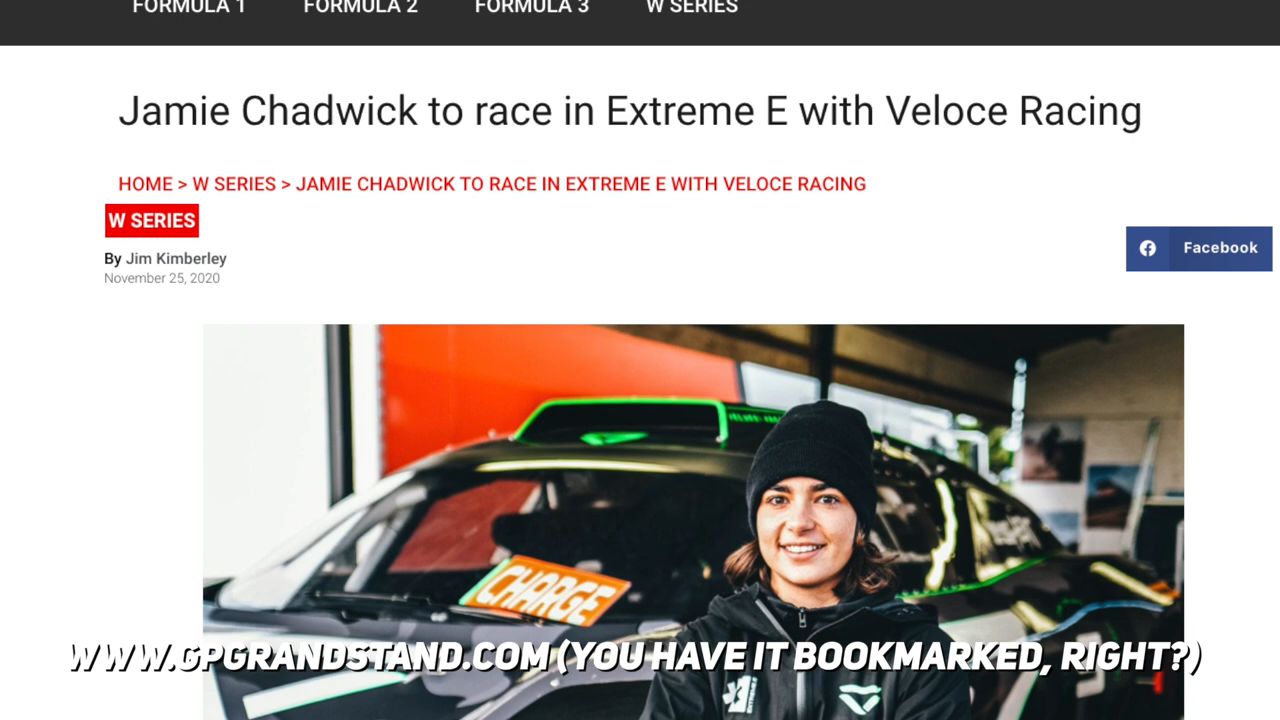 FORMULA 1 FORMULA 2 FORMULA 3 W SERIES
Jamie Chadwick to race in Extreme E with Veloce Racing
HOME > W SERIES > JAMIE CHADWICK TO RACE IN EXTREME E WITH VELOCE RACING
W SERIES
By Jim Kimberley
November 25, 2020
Facebook
CHARGE
WWW.GPGRANDSTAND.COM (YOU HAVE IT BOOKMARKED, RIGHT?)